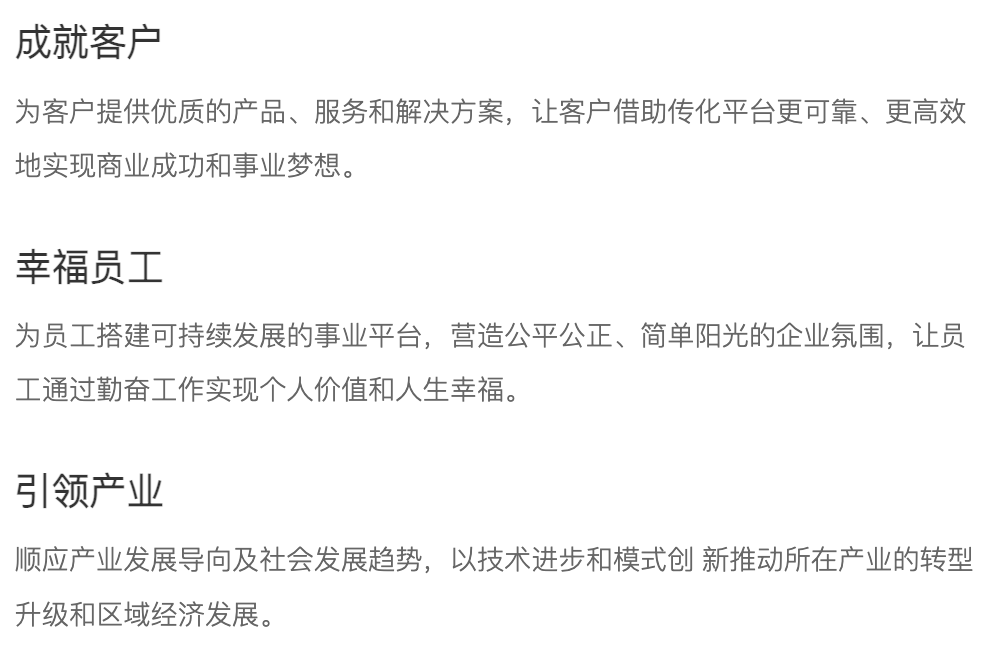 成就客户
为客户提供优质的产品、服务和解决方案，让客户借助传化平台更可靠、更高效
地实现商业成功和事业梦想。
幸福员工
为员工搭建可持续发展的事业平台，营造公平公正、简单阳光的企业氛围，让员
工通过勤奋工作实现个人价值和人生幸福。
引领产业
顺应产业发展导向及社会发展趋势，以技术进步和模式创 新推动所在产业的转型
升级和区域经济发展。